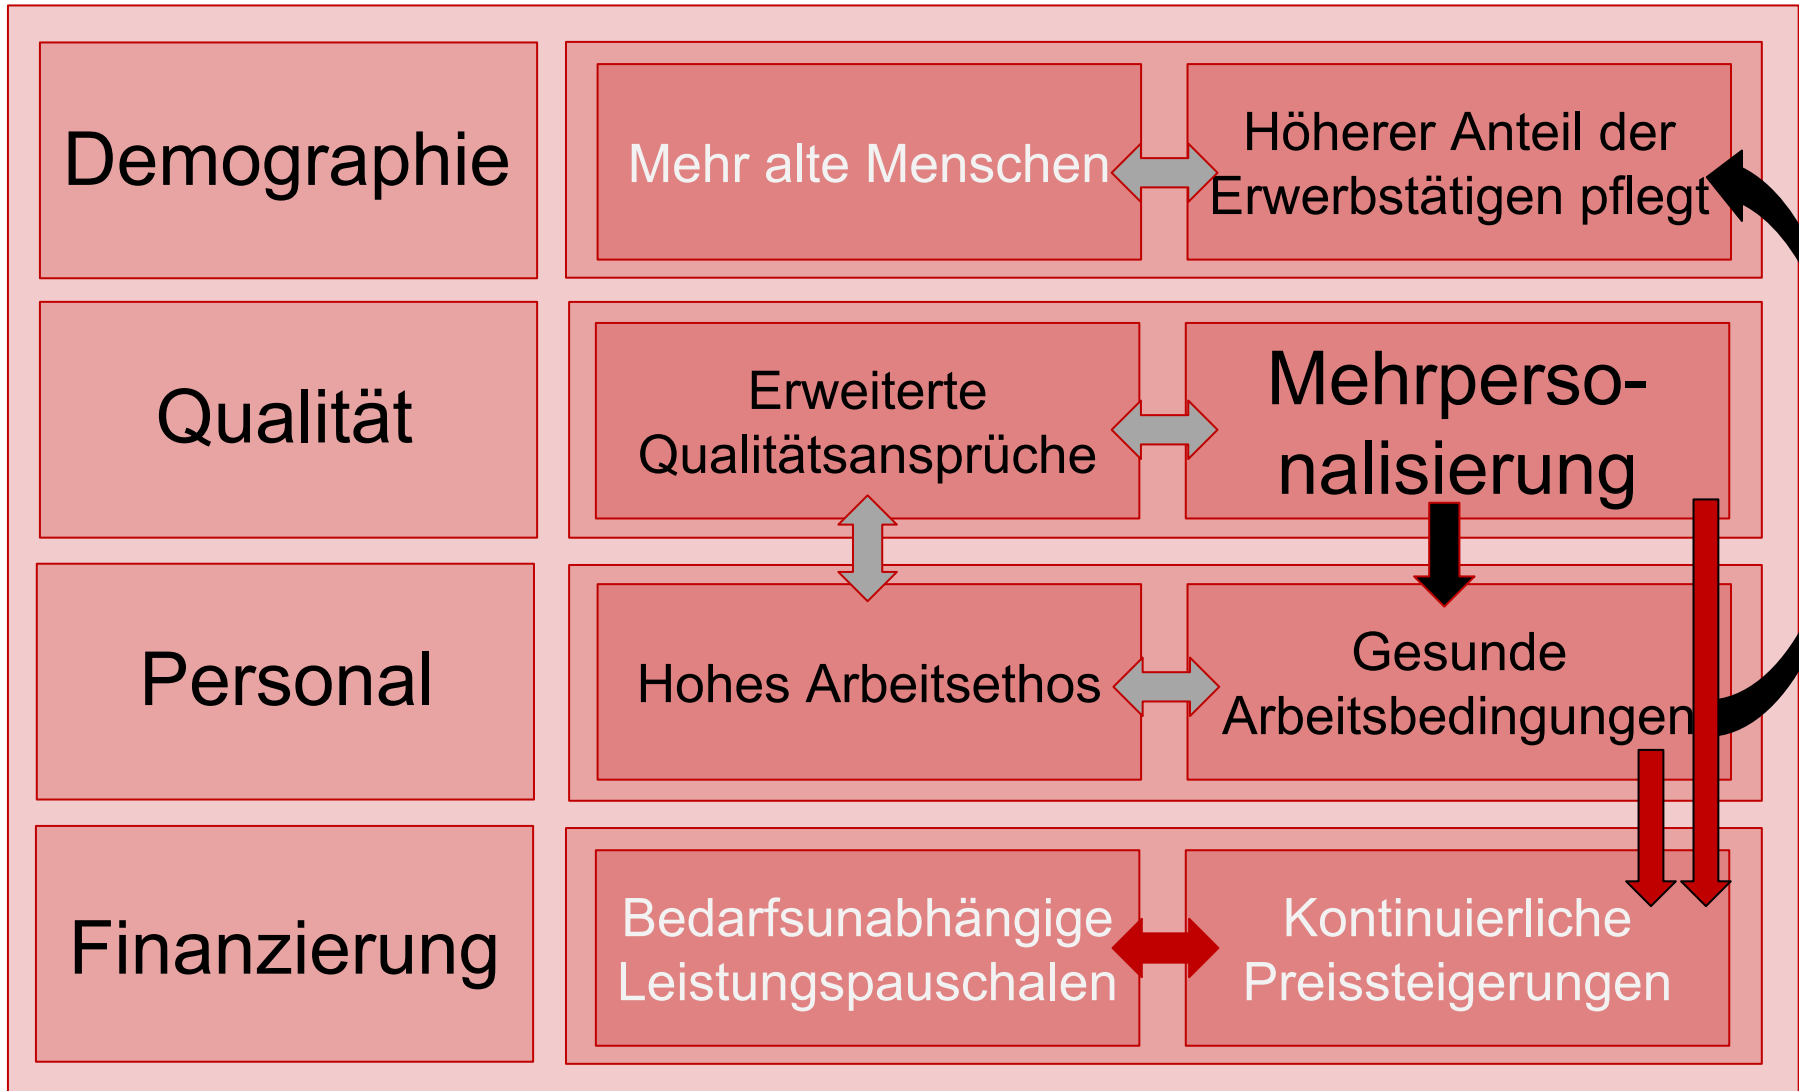 Demographie
Mehr alte Menschen
Höherer Anteil der
Erwerbstätigen pflegt
Qualität
Erweiterte
Qualitätsansprüche
Mehrperso-
nalisierung
Personal
Hohes Arbeitsethos
Gesunde
Arbeitsbedingungen
Finanzierung
Bedarfsunabhängige
Leistungspauschalen
Kontinuierliche
Preissteigerungen